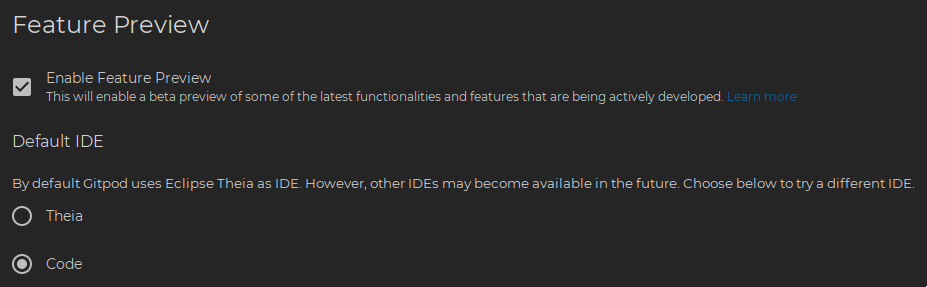 Feature Preview
Enable Feature Preview
This will enable a beta preview of some of the latest functionalities and features that are being actively developed. Learn more
Default IDE
By default Gitpod uses Eclipse Theia as IDE. However, other IDEs may become available in the future. Choose below to try a different IDE.
Theia
Code